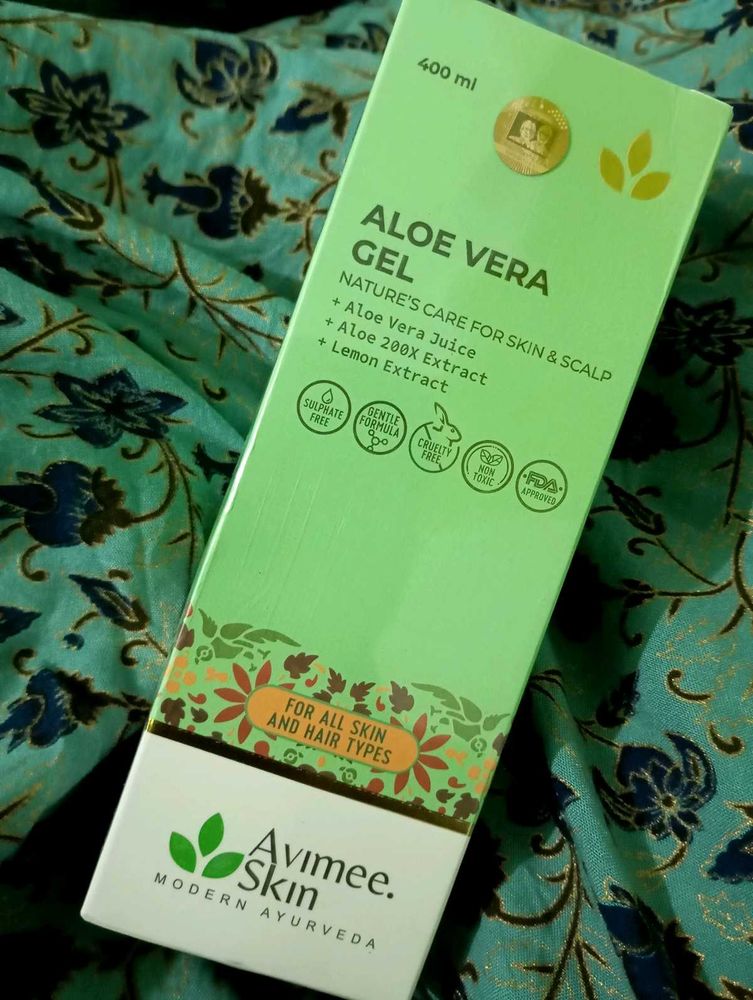 400 ml
ALOE VERA
GEL
NATURE'S CARE FOR SKIN & SCALP
+ Aloe Vera Juice
+ Aloe 200X Extract
+ Lemon Extract
SULPHATE
FREE
GENTLE
FORMULA
CRUELTY
FREE
NON
TOXIC
FDA
APPROVED
FOR ALL SKIN
AND HAIR TYPES
Avimee.
Skin
MODERN AYURVEDA